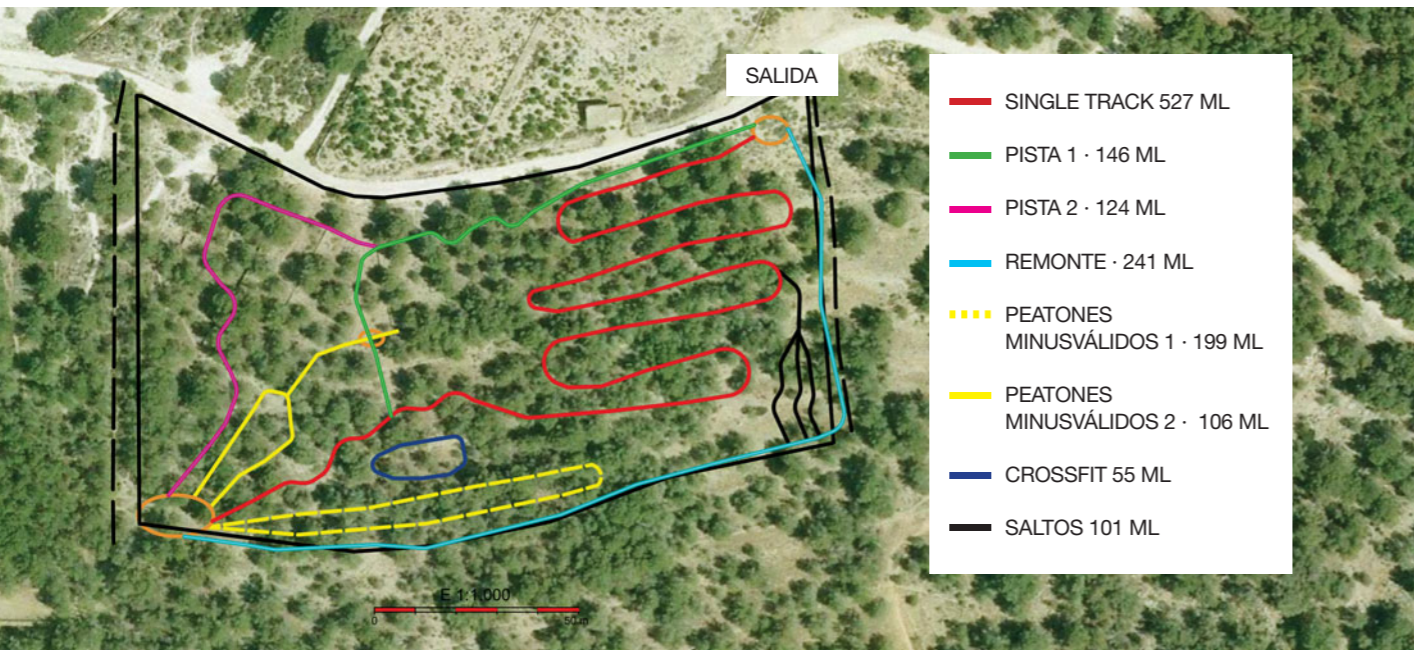 SALIDA
SINGLE TRACK 527 ML
PISTA 1 · 146 ML
PISTA 2 · 124 ML
REMONTE · 241 ML
PEATONES
MINUSVÁLIDOS 1 · 199 ML
PEATONES
MINUSVÁLIDOS 2 · 106 ML
CROSSFIT 55 ML
SALTOS 101 ML
E 1:1,000
0 50 m